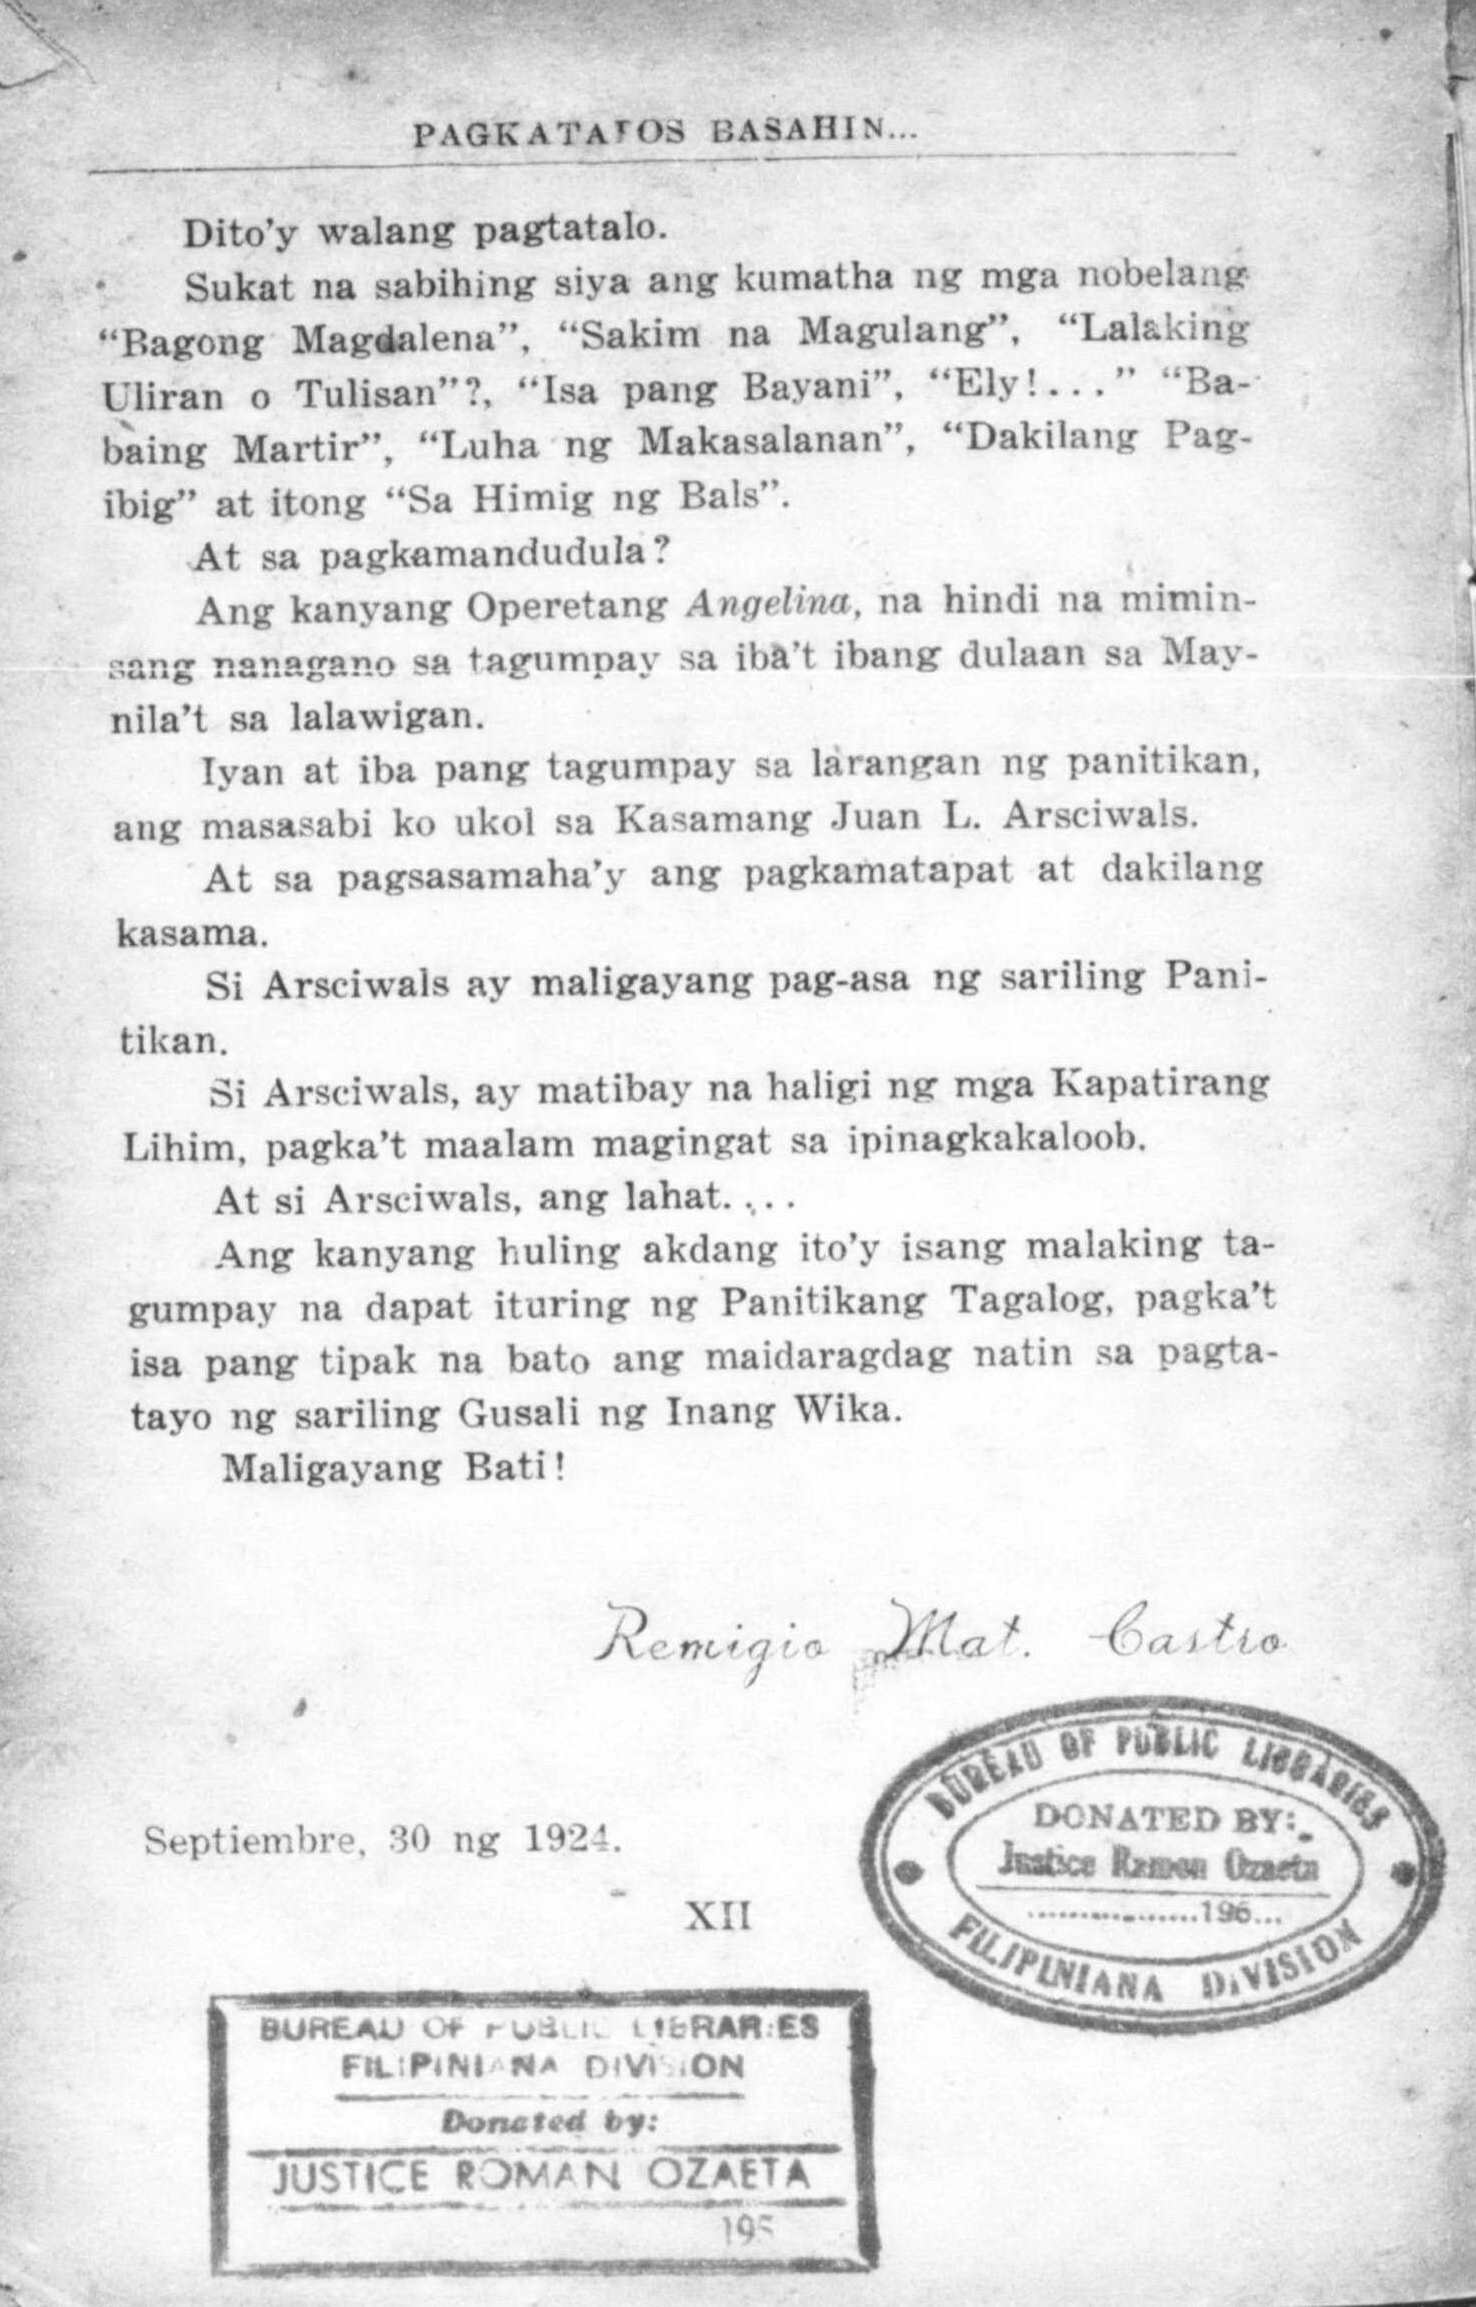 PAGKATAPOS BASAHIN...
Dito'y walang pagtatalo.
Sukat na sabihing siya ang kumatha ng mga nobelang
“Bagong Magdalena”, “Sakim na Magulang”, “Lalaking
Uliran o Tulisan”?, “Isa pang Bayani”, “Ely!...” “Ba-
baing Martir”, “Luha ng Makasalanan”, “Dakilang Pag-
ibig” at itong “Sa Himig ng Bals”.
At sa pagkamandudula?
Ang kanyang Operetang Angelina, na hindi na mimin-
sang nanagano sa tagumpay sa iba't ibang dulaan sa May-
nila't sa lalawigan.
Iyan at iba pang tagumpay sa larangan ng panitikan,
ang masasabi ko ukol sa Kasamang Juan L. Arsciwals.
At sa pagsasamaha'y ang pagkamatapat at dakilang
kasama.
Si Arsciwals ay maligayang pag-asa ng sariling Pani-
tikan.
Si Arsciwals, ay matibay na haligi ng mga Kapatirang
Lihim, pagka't maalam magingat sa ipinagkakaloob.
At si Arsciwals, ang lahat....
Ang kanyang huling akdang ito'y isang malaking ta-
gumpay na dapat ituring ng Panitikang Tagalog, pagka't
isa pang tipak na bato ang maidaragdag natin sa pagta-
tayo ng sariling Gusali ng Inang Wika.
Maligayang Bati!
Remigio Mat. Castro
Septiembre, 30 ng 1924.
XII
BUREAU OF PUBLIC LIBRARIES
DONATED BY:
Justice Ramon Ozaeta
196...
FILIPINIANA DIVISION
BUREAU OF PUBLIC LIBRARIES
FILIPINIANA DIVISION
Donated by:
JUSTICE ROMAN OZAETA
195